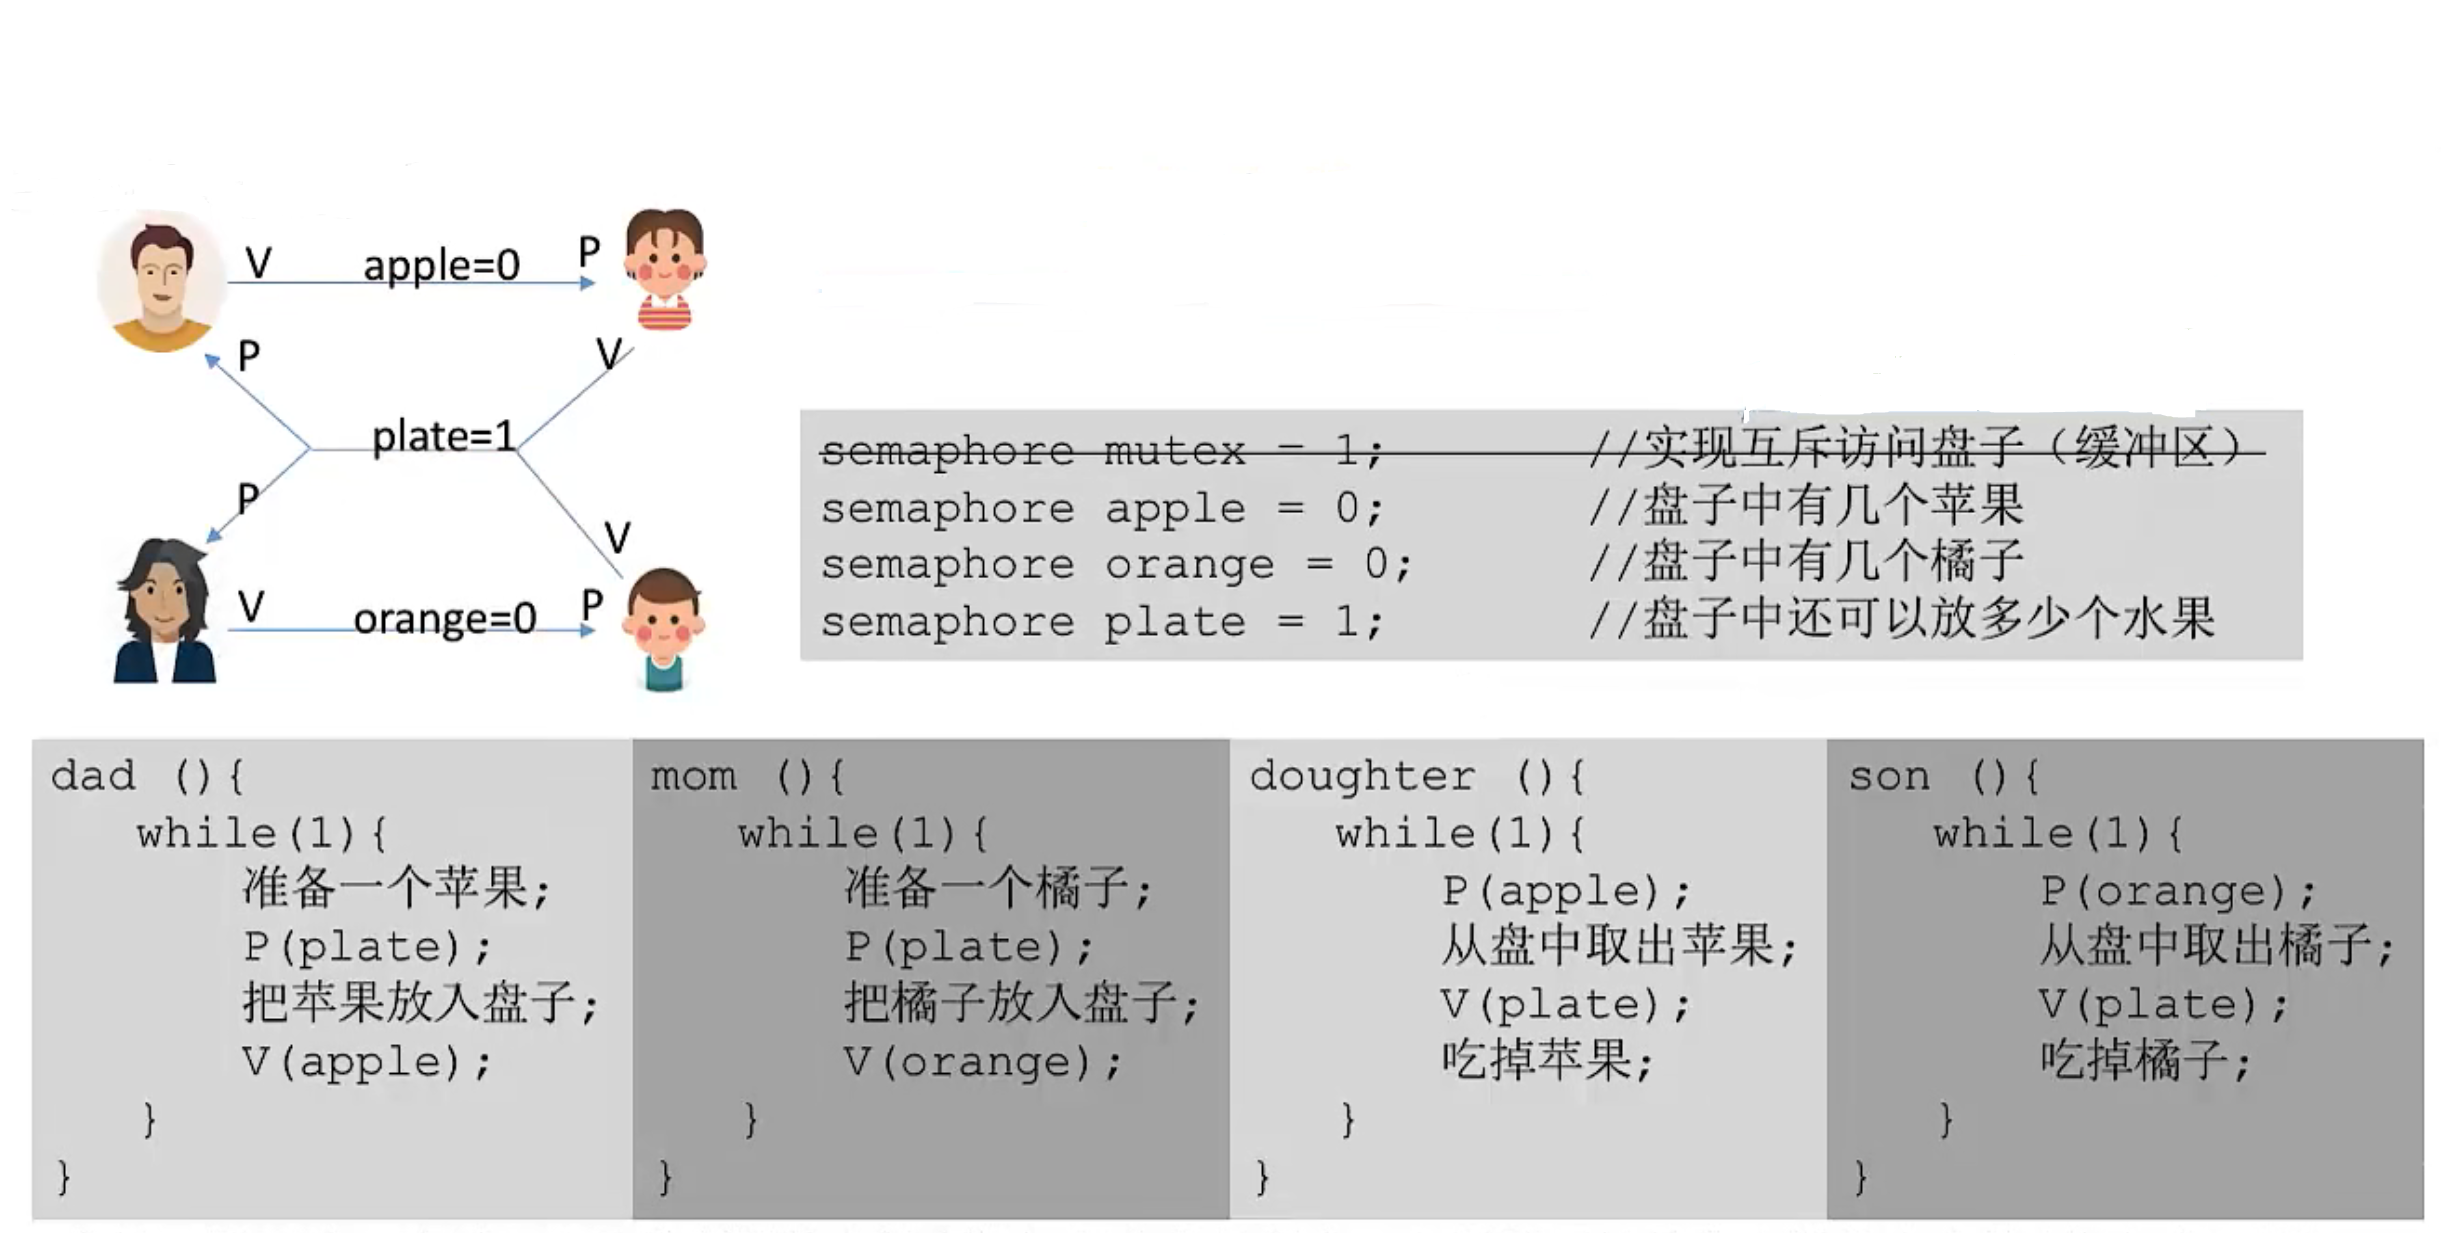 V apple=0 P
P V
plate=1
P V
V orange=0 P
semaphore mutex = 1; //实现互斥访问盘子（缓冲区）
semaphore apple = 0; //盘子中有几个苹果
semaphore orange = 0; //盘子中有几个橘子
semaphore plate = 1; //盘子中还可以放多少个水果
dad (){
while(1){
准备一个苹果;
P(plate);
把苹果放入盘子;
V(apple);
}
}
mom (){
while(1){
准备一个橘子;
P(plate);
把橘子放入盘子;
V(orange);
}
}
doughter (){
while(1){
P(apple);
从盘中取出苹果;
V(plate);
吃掉苹果;
}
}
son (){
while(1){
P(orange);
从盘中取出橘子;
V(plate);
吃掉橘子;
}
}